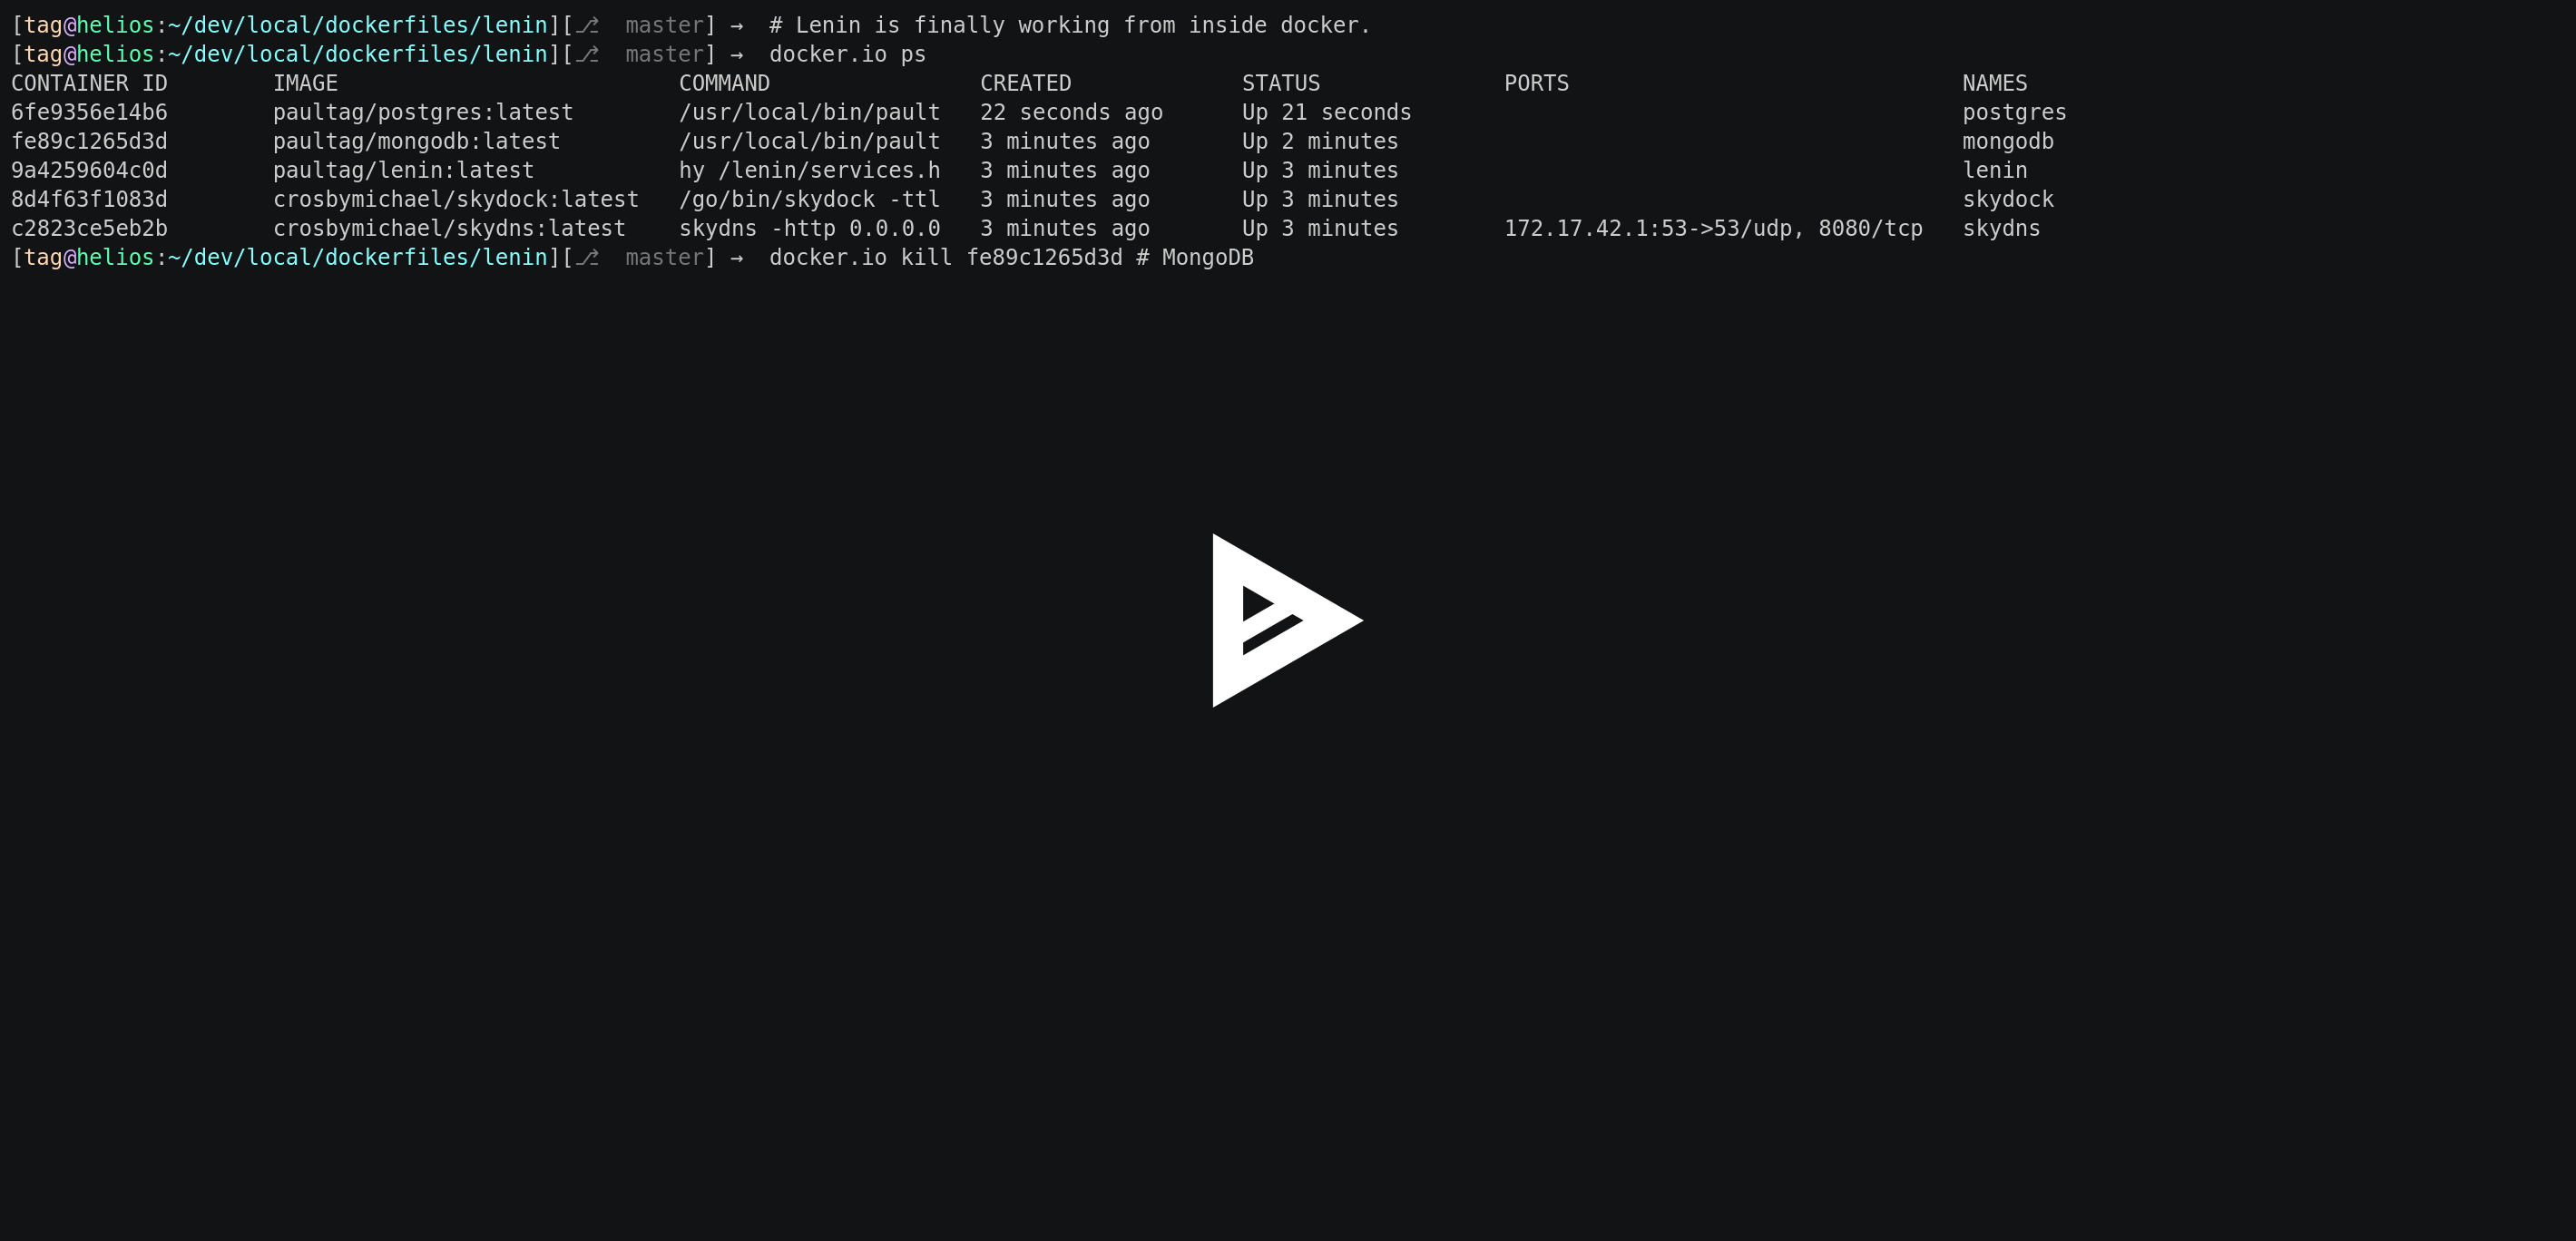 [tag@helios:~/dev/local/dockerfiles/lenin][⎇  master] →  # Lenin is finally working from inside docker.
[tag@helios:~/dev/local/dockerfiles/lenin][⎇  master] →  docker.io ps
CONTAINER ID        IMAGE                          COMMAND                CREATED             STATUS              PORTS                              NAMES
6fe9356e14b6        paultag/postgres:latest        /usr/local/bin/pault   22 seconds ago      Up 21 seconds                                          postgres
fe89c1265d3d        paultag/mongodb:latest         /usr/local/bin/pault   3 minutes ago       Up 2 minutes                                           mongodb
9a4259604c0d        paultag/lenin:latest           hy /lenin/services.h   3 minutes ago       Up 3 minutes                                           lenin
8d4f63f1083d        crosbymichael/skydock:latest   /go/bin/skydock -ttl   3 minutes ago       Up 3 minutes                                           skydock
c2823ce5eb2b        crosbymichael/skydns:latest    skydns -http 0.0.0.0   3 minutes ago       Up 3 minutes        172.17.42.1:53->53/udp, 8080/tcp   skydns
[tag@helios:~/dev/local/dockerfiles/lenin][⎇  master] →  docker.io kill fe89c1265d3d # MongoDB